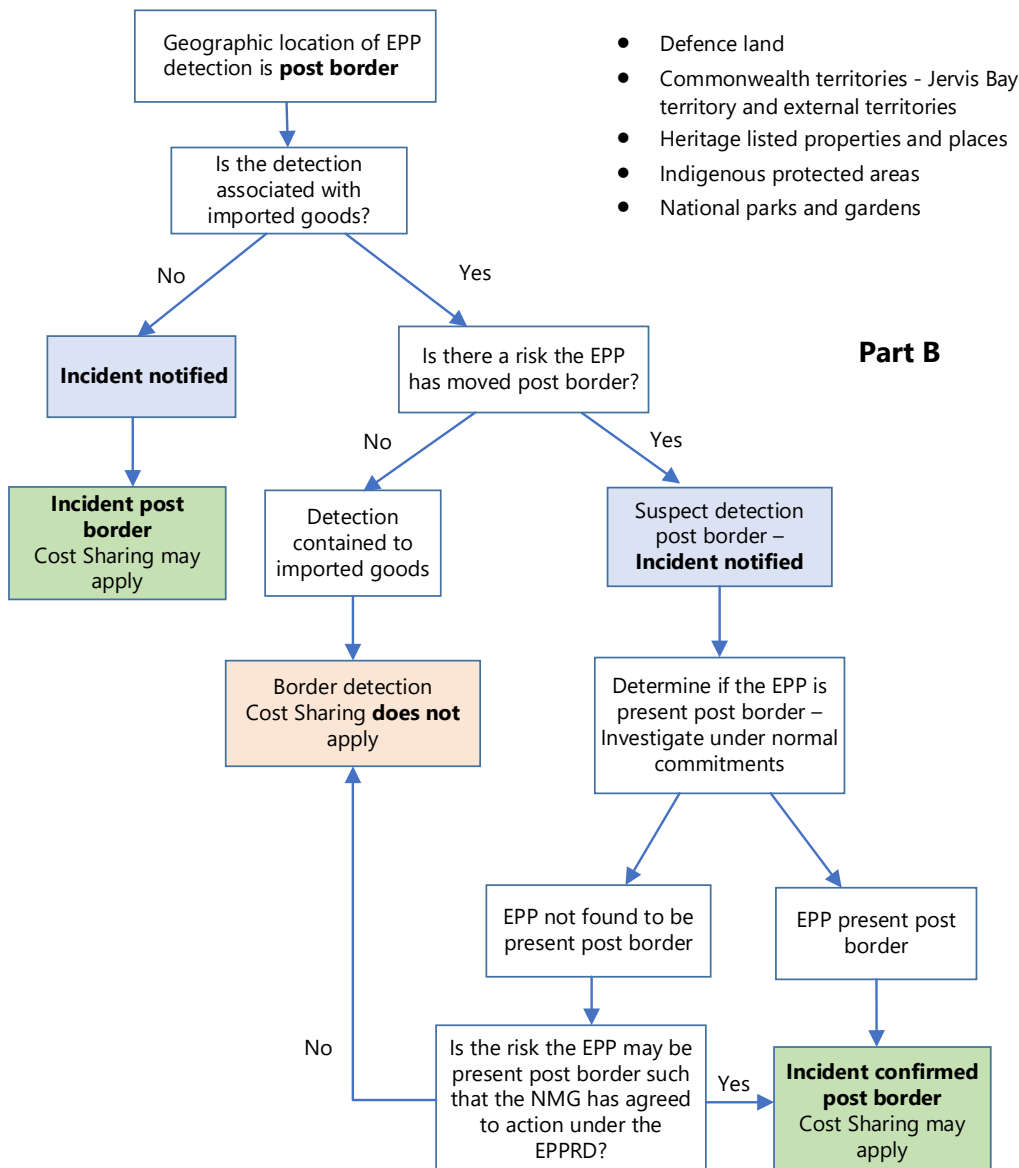 Geographic location of EPP
detection is post border
● Defence land
● Commonwealth territories - Jervis Bay
territory and external territories
● Heritage listed properties and places
● Indigenous protected areas
● National parks and gardens
Is the detection
associated with
imported goods?
No
Yes
Incident notified
Is there a risk the EPP
has moved post border?
Part B
No
Yes
Incident post
border
Cost Sharing may
apply
Detection
contained to
imported goods
Suspect detection
post border –
Incident notified
Border detection
Cost Sharing does not
apply
Determine if the EPP is
present post border –
Investigate under normal
commitments
EPP not found to be
present post border
EPP present post
border
No
Is the risk the EPP may be
present post border such
that the NMG has agreed
to action under the
EPPRD?
Yes
Incident confirmed
post border
Cost Sharing may
apply